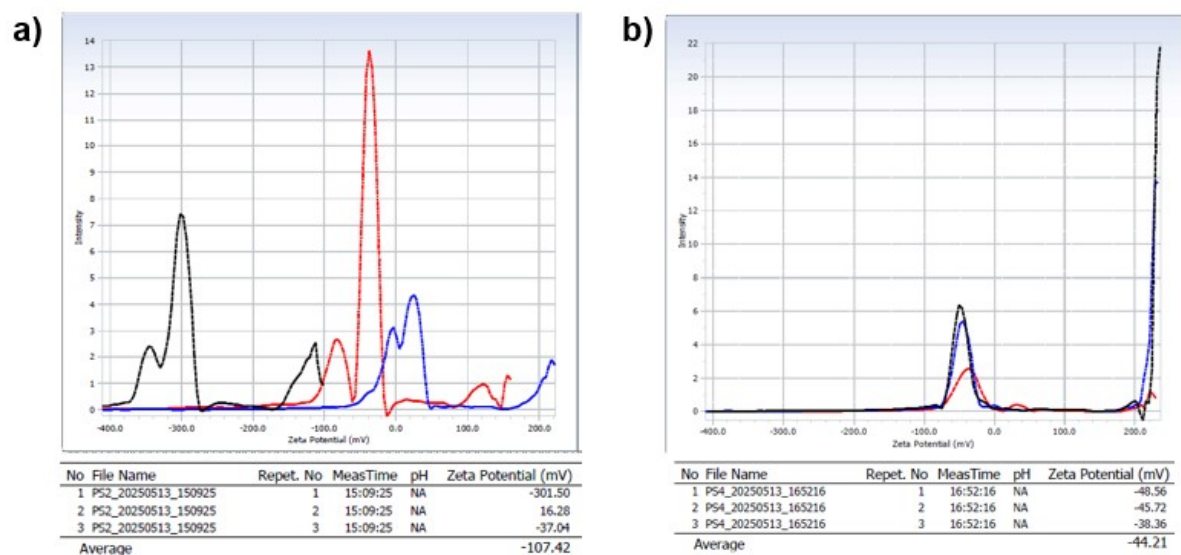 a)
14
13
12
11
10
9
8
7
6
5
4
3
2
1
0
Intensity
-400.0 -300.0 -200.0 -100.0 0.0 100.0 200.0
Zeta Potential (mV)
No File Name Repet. No MeasTime pH Zeta Potential (mV)
1 PS2_20250513_150925 1 15:09:25 NA -301.50
2 PS2_20250513_150925 2 15:09:25 NA 16.28
3 PS2_20250513_150925 3 15:09:25 NA -37.04
Average -107.42
b)
22
20
18
16
14
12
10
8
6
4
2
0
Intensity
-400.0 -300.0 -200.0 -100.0 0.0 100.0 200.0
Zeta Potential (mV)
No File Name Repet. No MeasTime pH Zeta Potential (mV)
1 PS4_20250513_165216 1 16:52:16 NA -48.56
2 PS4_20250513_165216 2 16:52:16 NA -45.72
3 PS4_20250513_165216 3 16:52:16 NA -38.36
Average -44.21